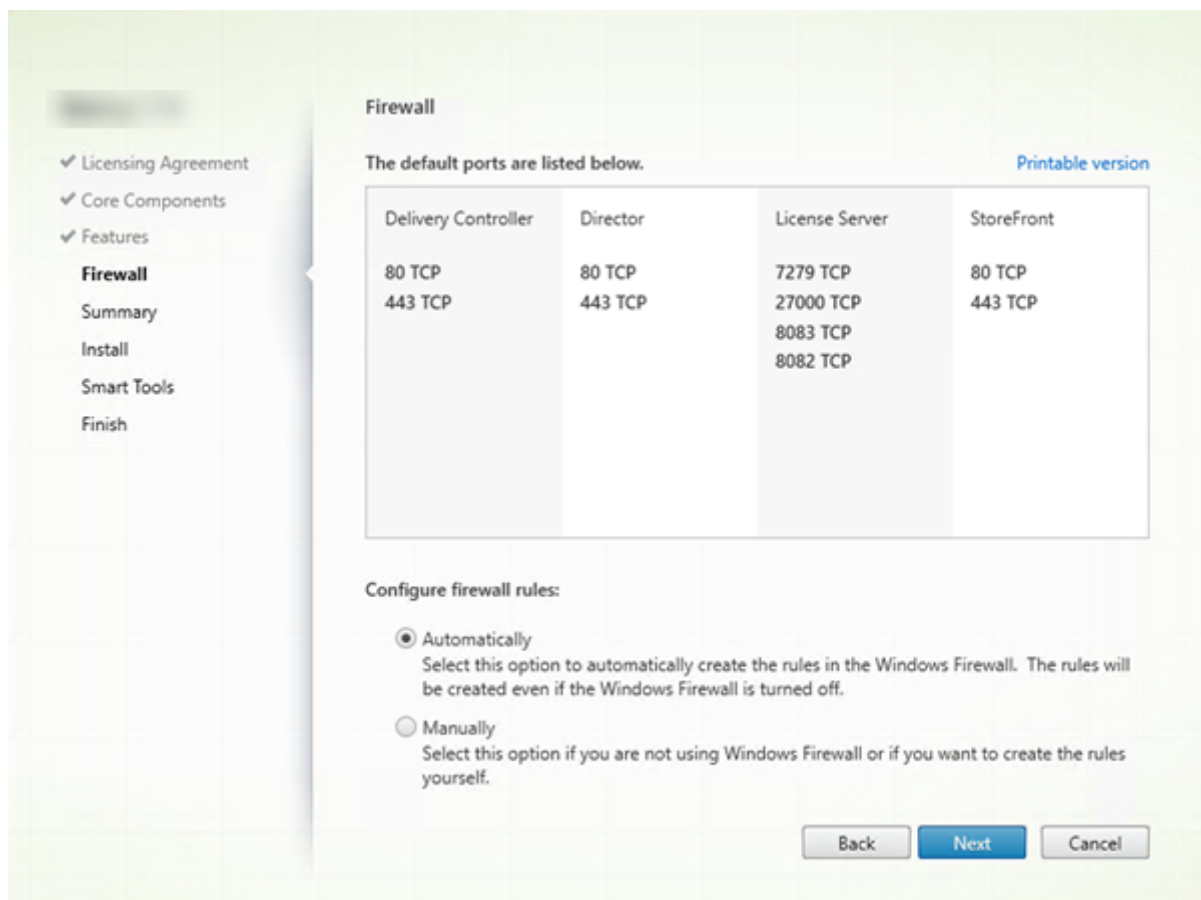 Firewall
Licensing Agreement
Core Components
Features
Firewall
Summary
Install
Smart Tools
Finish
The default ports are listed below.
Printable version
Delivery Controller
80 TCP
443 TCP
Director
80 TCP
443 TCP
License Server
7279 TCP
27000 TCP
8083 TCP
8082 TCP
StoreFront
80 TCP
443 TCP
Configure firewall rules:
Automatically
Select this option to automatically create the rules in the Windows Firewall. The rules will
be created even if the Windows Firewall is turned off.
Manually
Select this option if you are not using Windows Firewall or if you want to create the rules
yourself.
Back
Next
Cancel